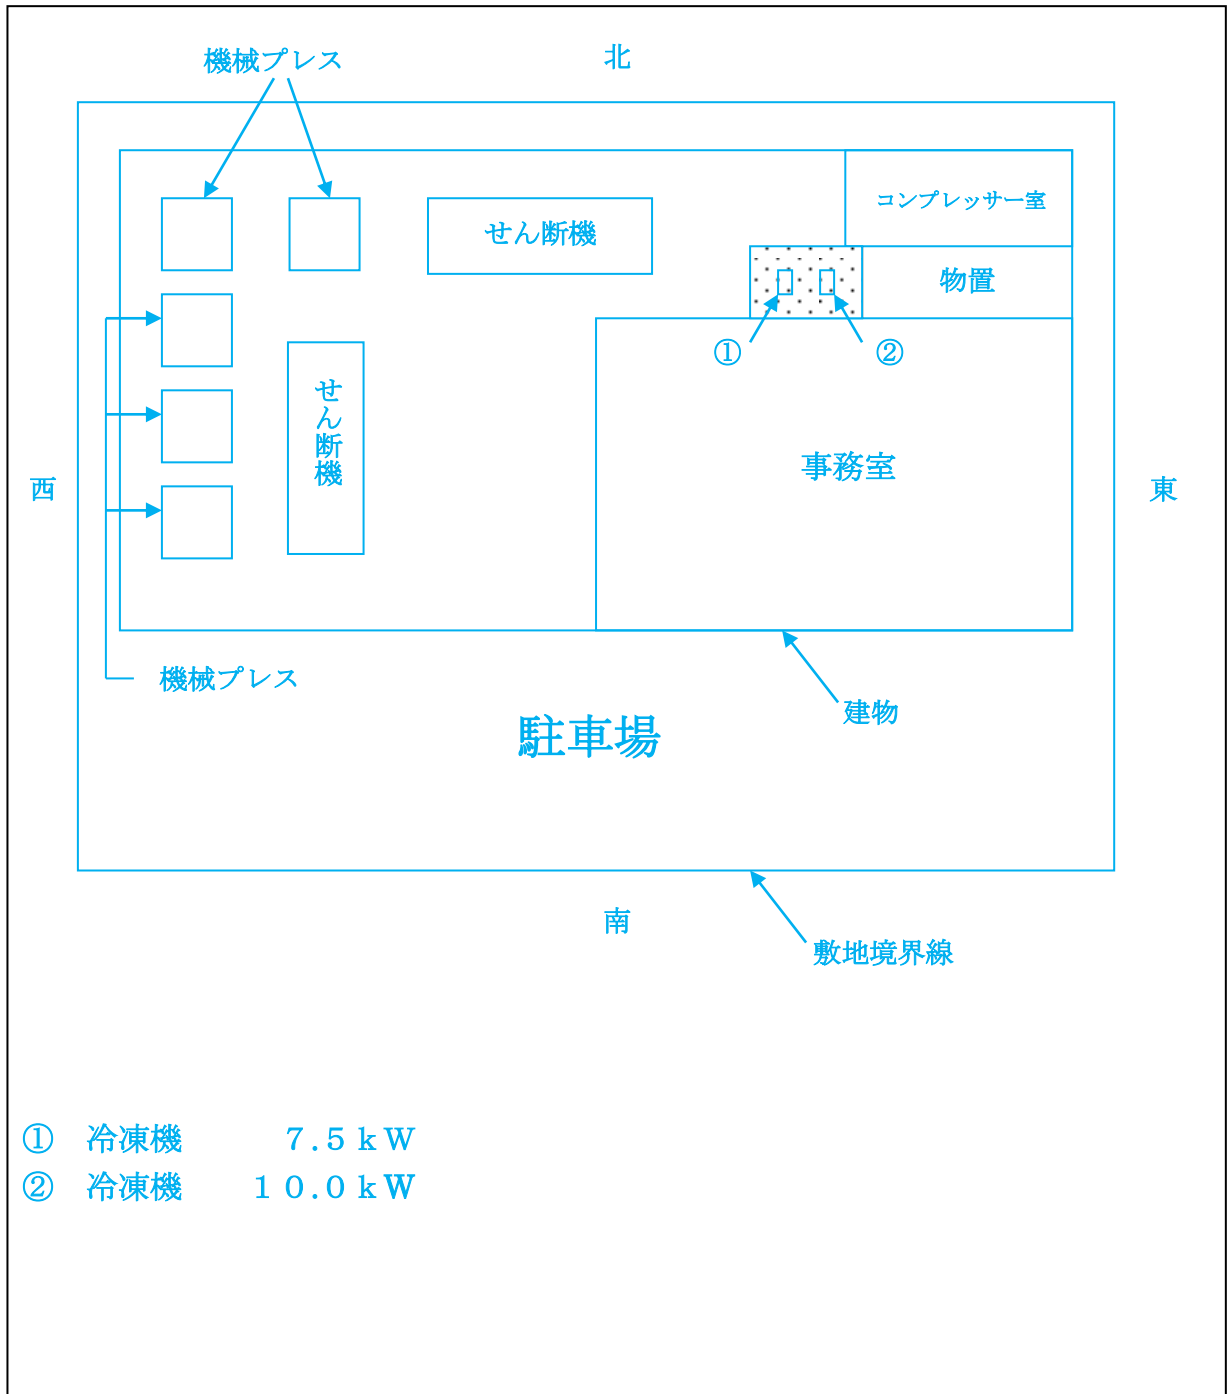 北
機械プレス
コンプレッサー室
せん断機
物置
①
②
せん断機
事務室
西
東
機械プレス
建物
駐車場
南
敷地境界線
①　冷凍機　　　７.５ｋＷ
②　冷凍機　　１０.０ｋＷ